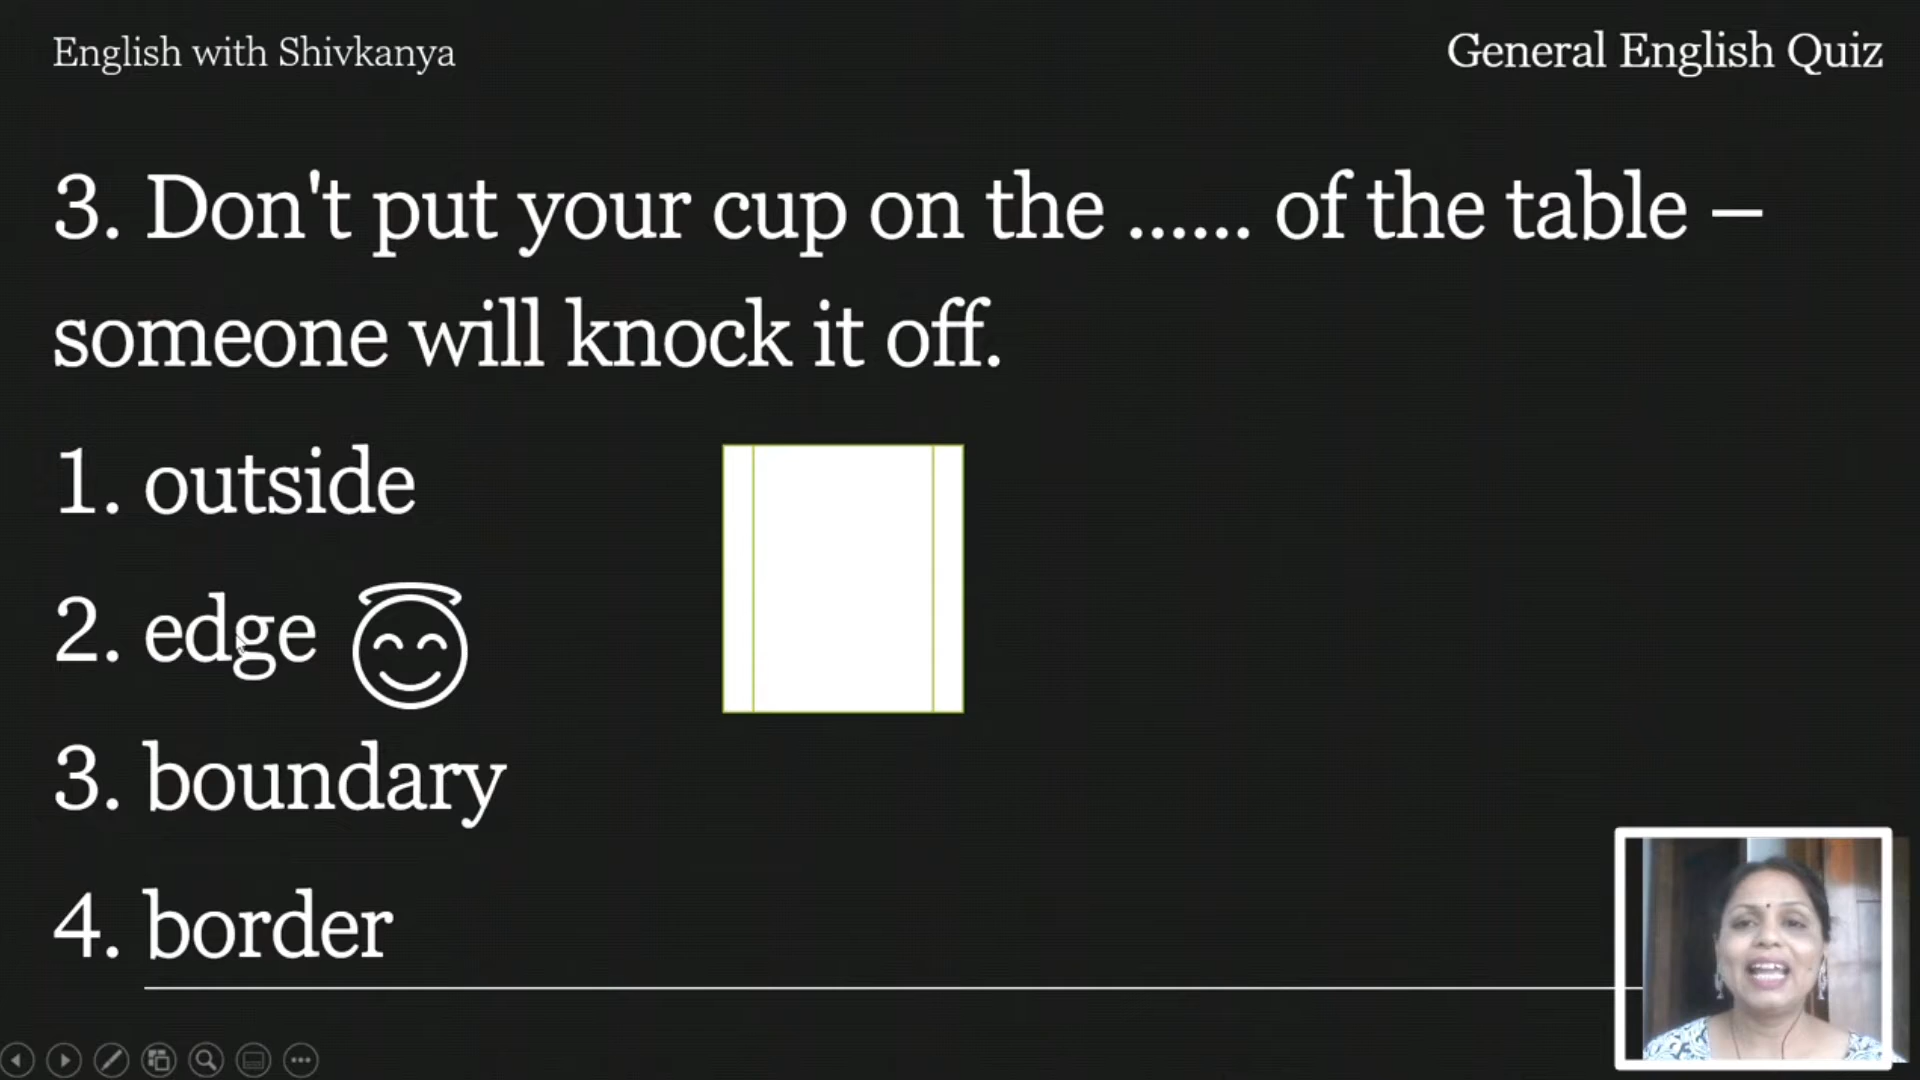 English with Shivkanya
General English Quiz
3. Don't put your cup on the ...... of the table –
someone will knock it off.
1. outside
2. edge
3. boundary
4. border